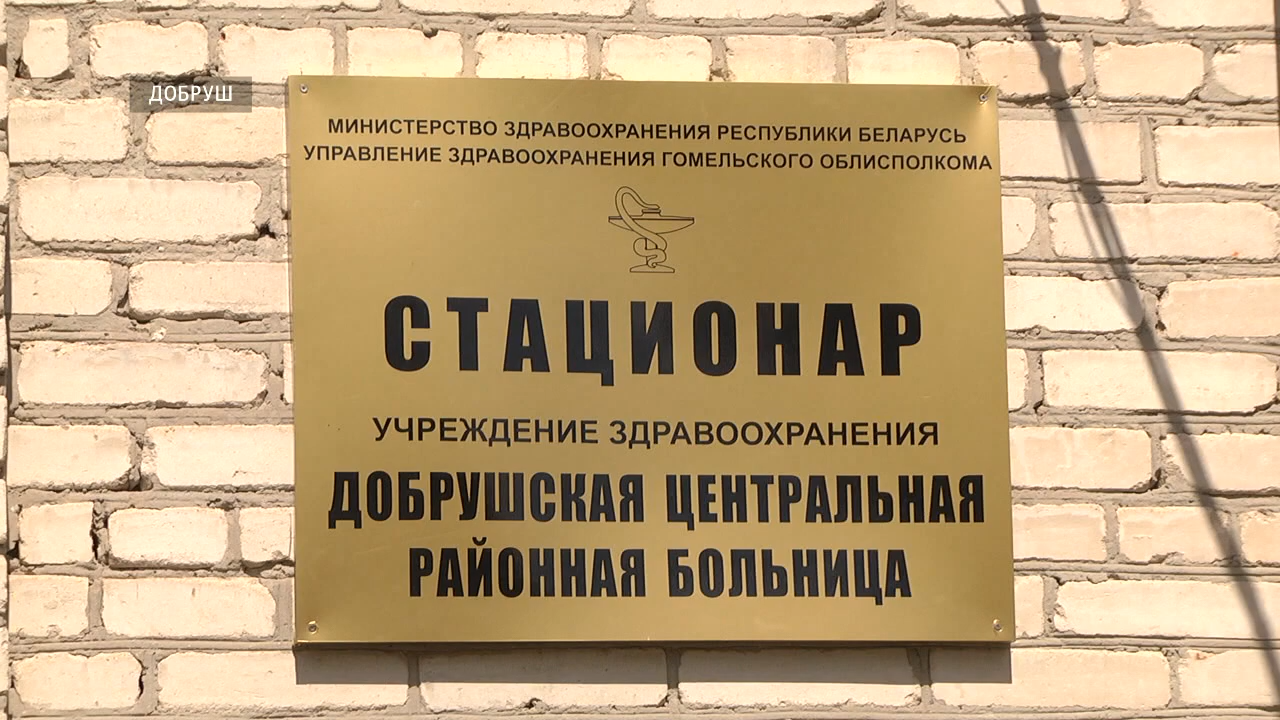 ДОБРУШ
МИНИСТЕРСТВО ЗДРАВООХРАНЕНИЯ РЕСПУБЛИКИ БЕЛАРУСЬ
УПРАВЛЕНИЕ ЗДРАВООХРАНЕНИЯ ГОМЕЛЬСКОГО ОБЛИСПОЛКОМА
СТАЦИОНАР
УЧРЕЖДЕНИЕ ЗДРАВООХРАНЕНИЯ
ДОБРУШСКАЯ ЦЕНТРАЛЬНАЯ
РАЙОННАЯ БОЛЬНИЦА